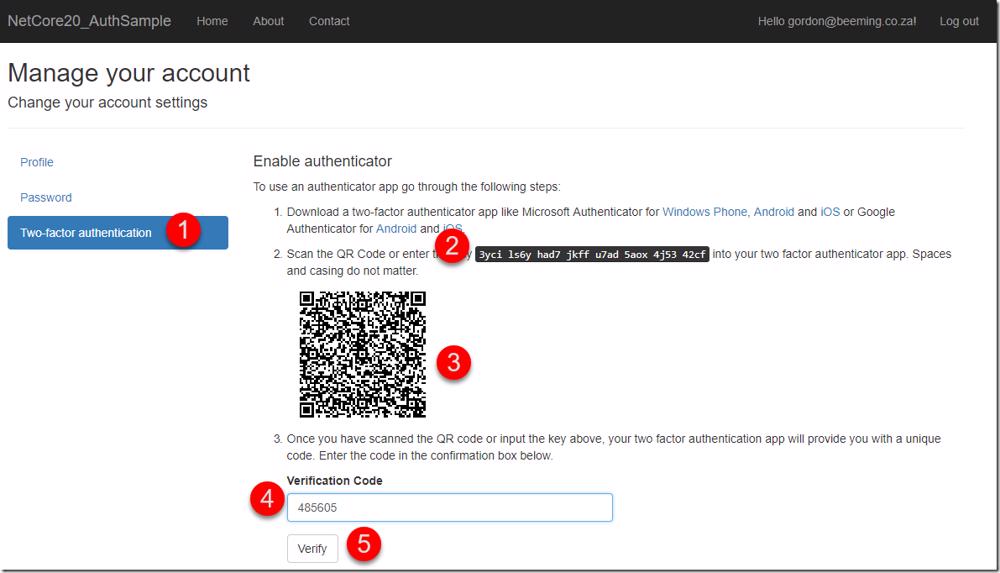 NetCore20_AuthSample Home About Contact Hello gordon@beeming.co.za! Log out
Manage your account
Change your account settings
Profile
Password
Two-factor authentication 1
Enable authenticator
To use an authenticator app go through the following steps:
1. Download a two-factor authenticator app like Microsoft Authenticator for Windows Phone, Android and iOS or Google
Authenticator for Android and iOS.
2
2. Scan the QR Code or enter 3yci ls6y had7 jkff u7ad 5aox 4j53 42cf into your two factor authenticator app. Spaces
and casing do not matter.
3
3. Once you have scanned the QR code or input the key above, your two factor authentication app will provide you with a unique
code. Enter the code in the confirmation box below.
Verification Code
4 485605
Verify 5